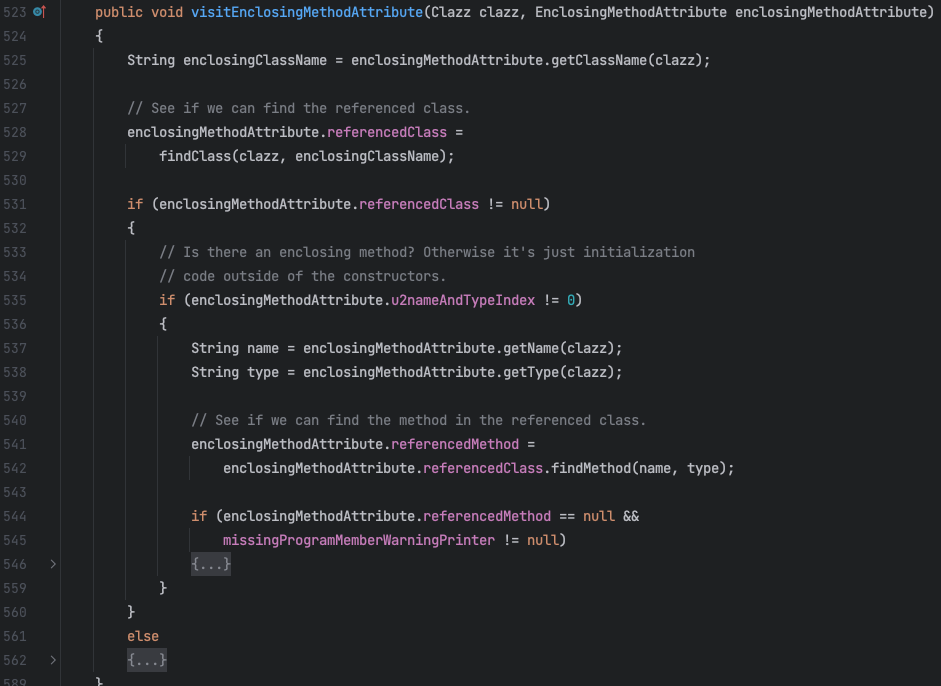 523 public void visitEnclosingMethodAttribute(Clazz clazz, EnclosingMethodAttribute enclosingMethodAttribute)
524 {
525 String enclosingClassName = enclosingMethodAttribute.getClassName(clazz);
526
527 // See if we can find the referenced class.
528 enclosingMethodAttribute.referencedClass =
529 findClass(clazz, enclosingClassName);
530
531 if (enclosingMethodAttribute.referencedClass != null)
532 {
533 // Is there an enclosing method? Otherwise it's just initialization
534 // code outside of the constructors.
535 if (enclosingMethodAttribute.u2nameAndTypeIndex != 0)
536 {
537 String name = enclosingMethodAttribute.getName(clazz);
538 String type = enclosingMethodAttribute.getType(clazz);
539
540 // See if we can find the method in the referenced class.
541 enclosingMethodAttribute.referencedMethod =
542 enclosingMethodAttribute.referencedClass.findMethod(name, type);
543
544 if (enclosingMethodAttribute.referencedMethod == null &&
545 missingProgramMemberWarningPrinter != null)
546 {...}
559 }
560 }
561 else
562 {...}
589 }